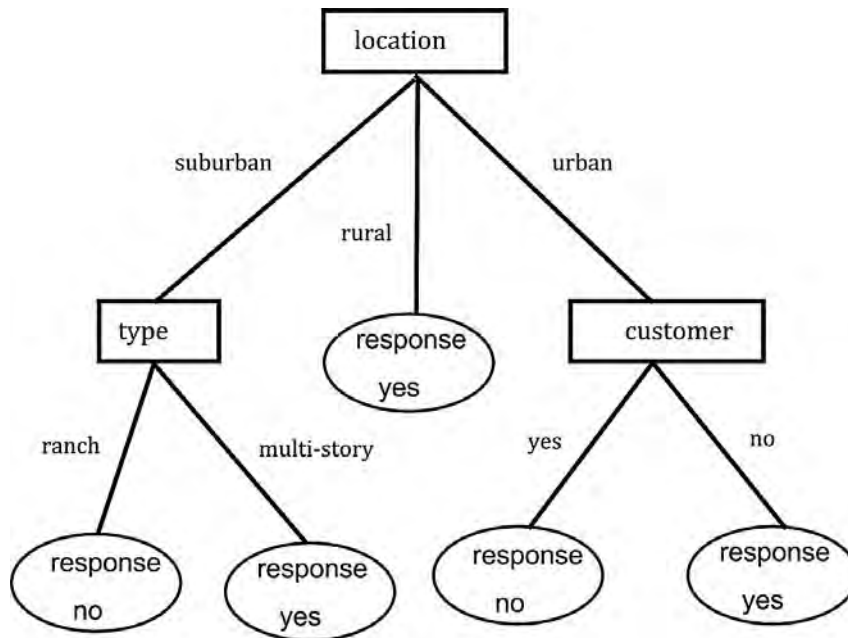 location
suburban
urban
rural
type
response
yes
customer
ranch
multi-story
yes
no
response
no
response
yes
response
no
response
yes